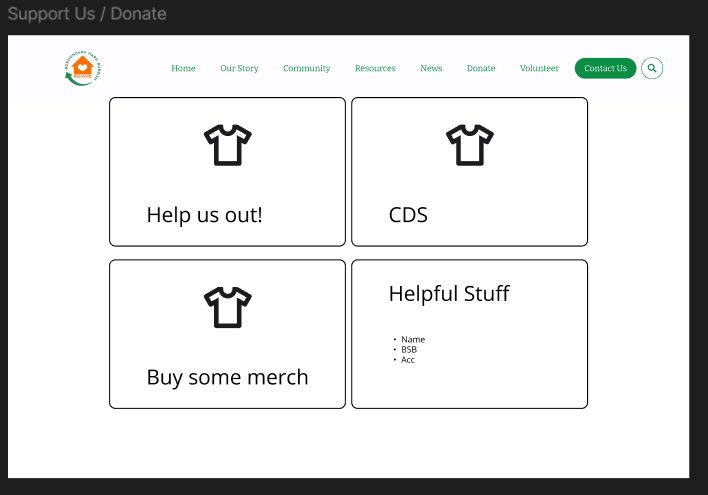 Support Us / Donate
REHOME
Home Our Story Community Resources News Donate Volunteer Contact Us
Help us out!
CDS
Buy some merch
Helpful Stuff
• Name
• BSB
• Acc